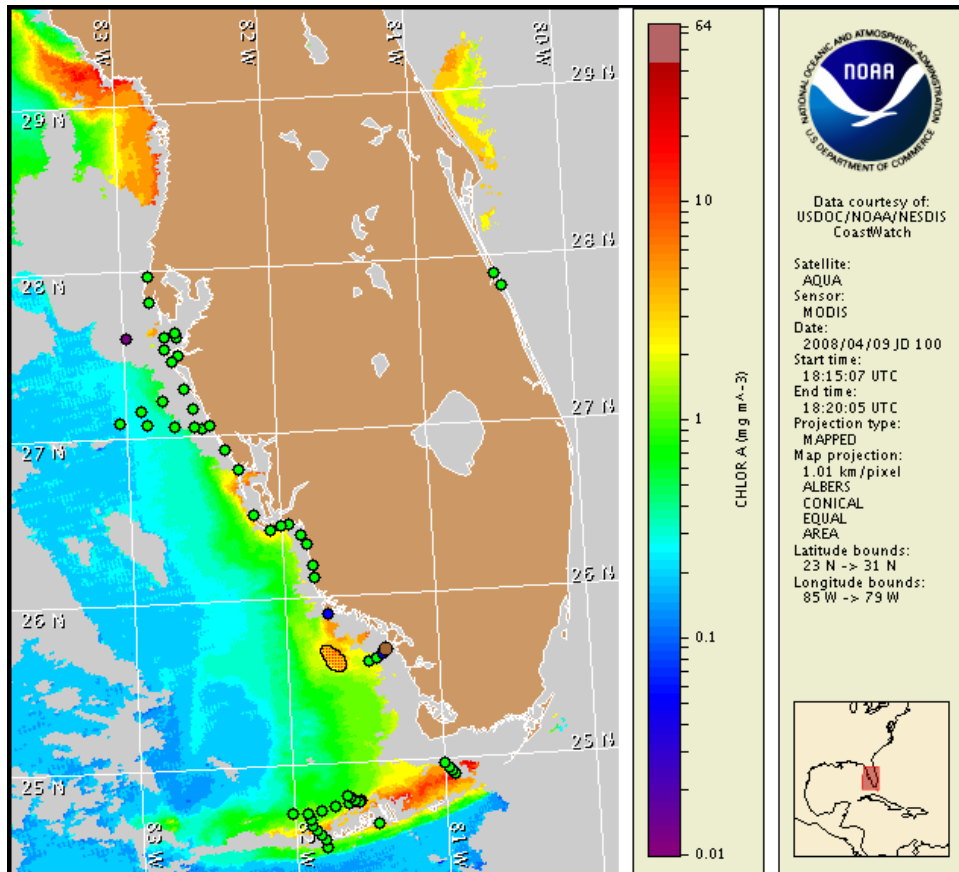 83 W
82 W
81 W
80 W
29 N
29 N
28 N
28 N
27 N
27 N
26 N
26 N
25 N
25 N
83 W
82 W
81 W
64
10
1
0.1
0.01
CHLOR A (mg m^-3)
NATIONAL OCEANIC AND ATMOSPHERIC ADMINISTRATION
NOAA
U.S. DEPARTMENT OF COMMERCE
Data courtesy of:
USDOC/NOAA/NESDIS
CoastWatch
Satellite:
AQUA
Sensor:
MODIS
Date:
2008/04/09 JD 100
Start time:
18:15:07 UTC
End time:
18:20:05 UTC
Projection type:
MAPPED
Map projection:
1.01 km/pixel
ALBERS
CONICAL
EQUAL
AREA
Latitude bounds:
23 N -> 31 N
Longitude bounds:
85 W -> 79 W